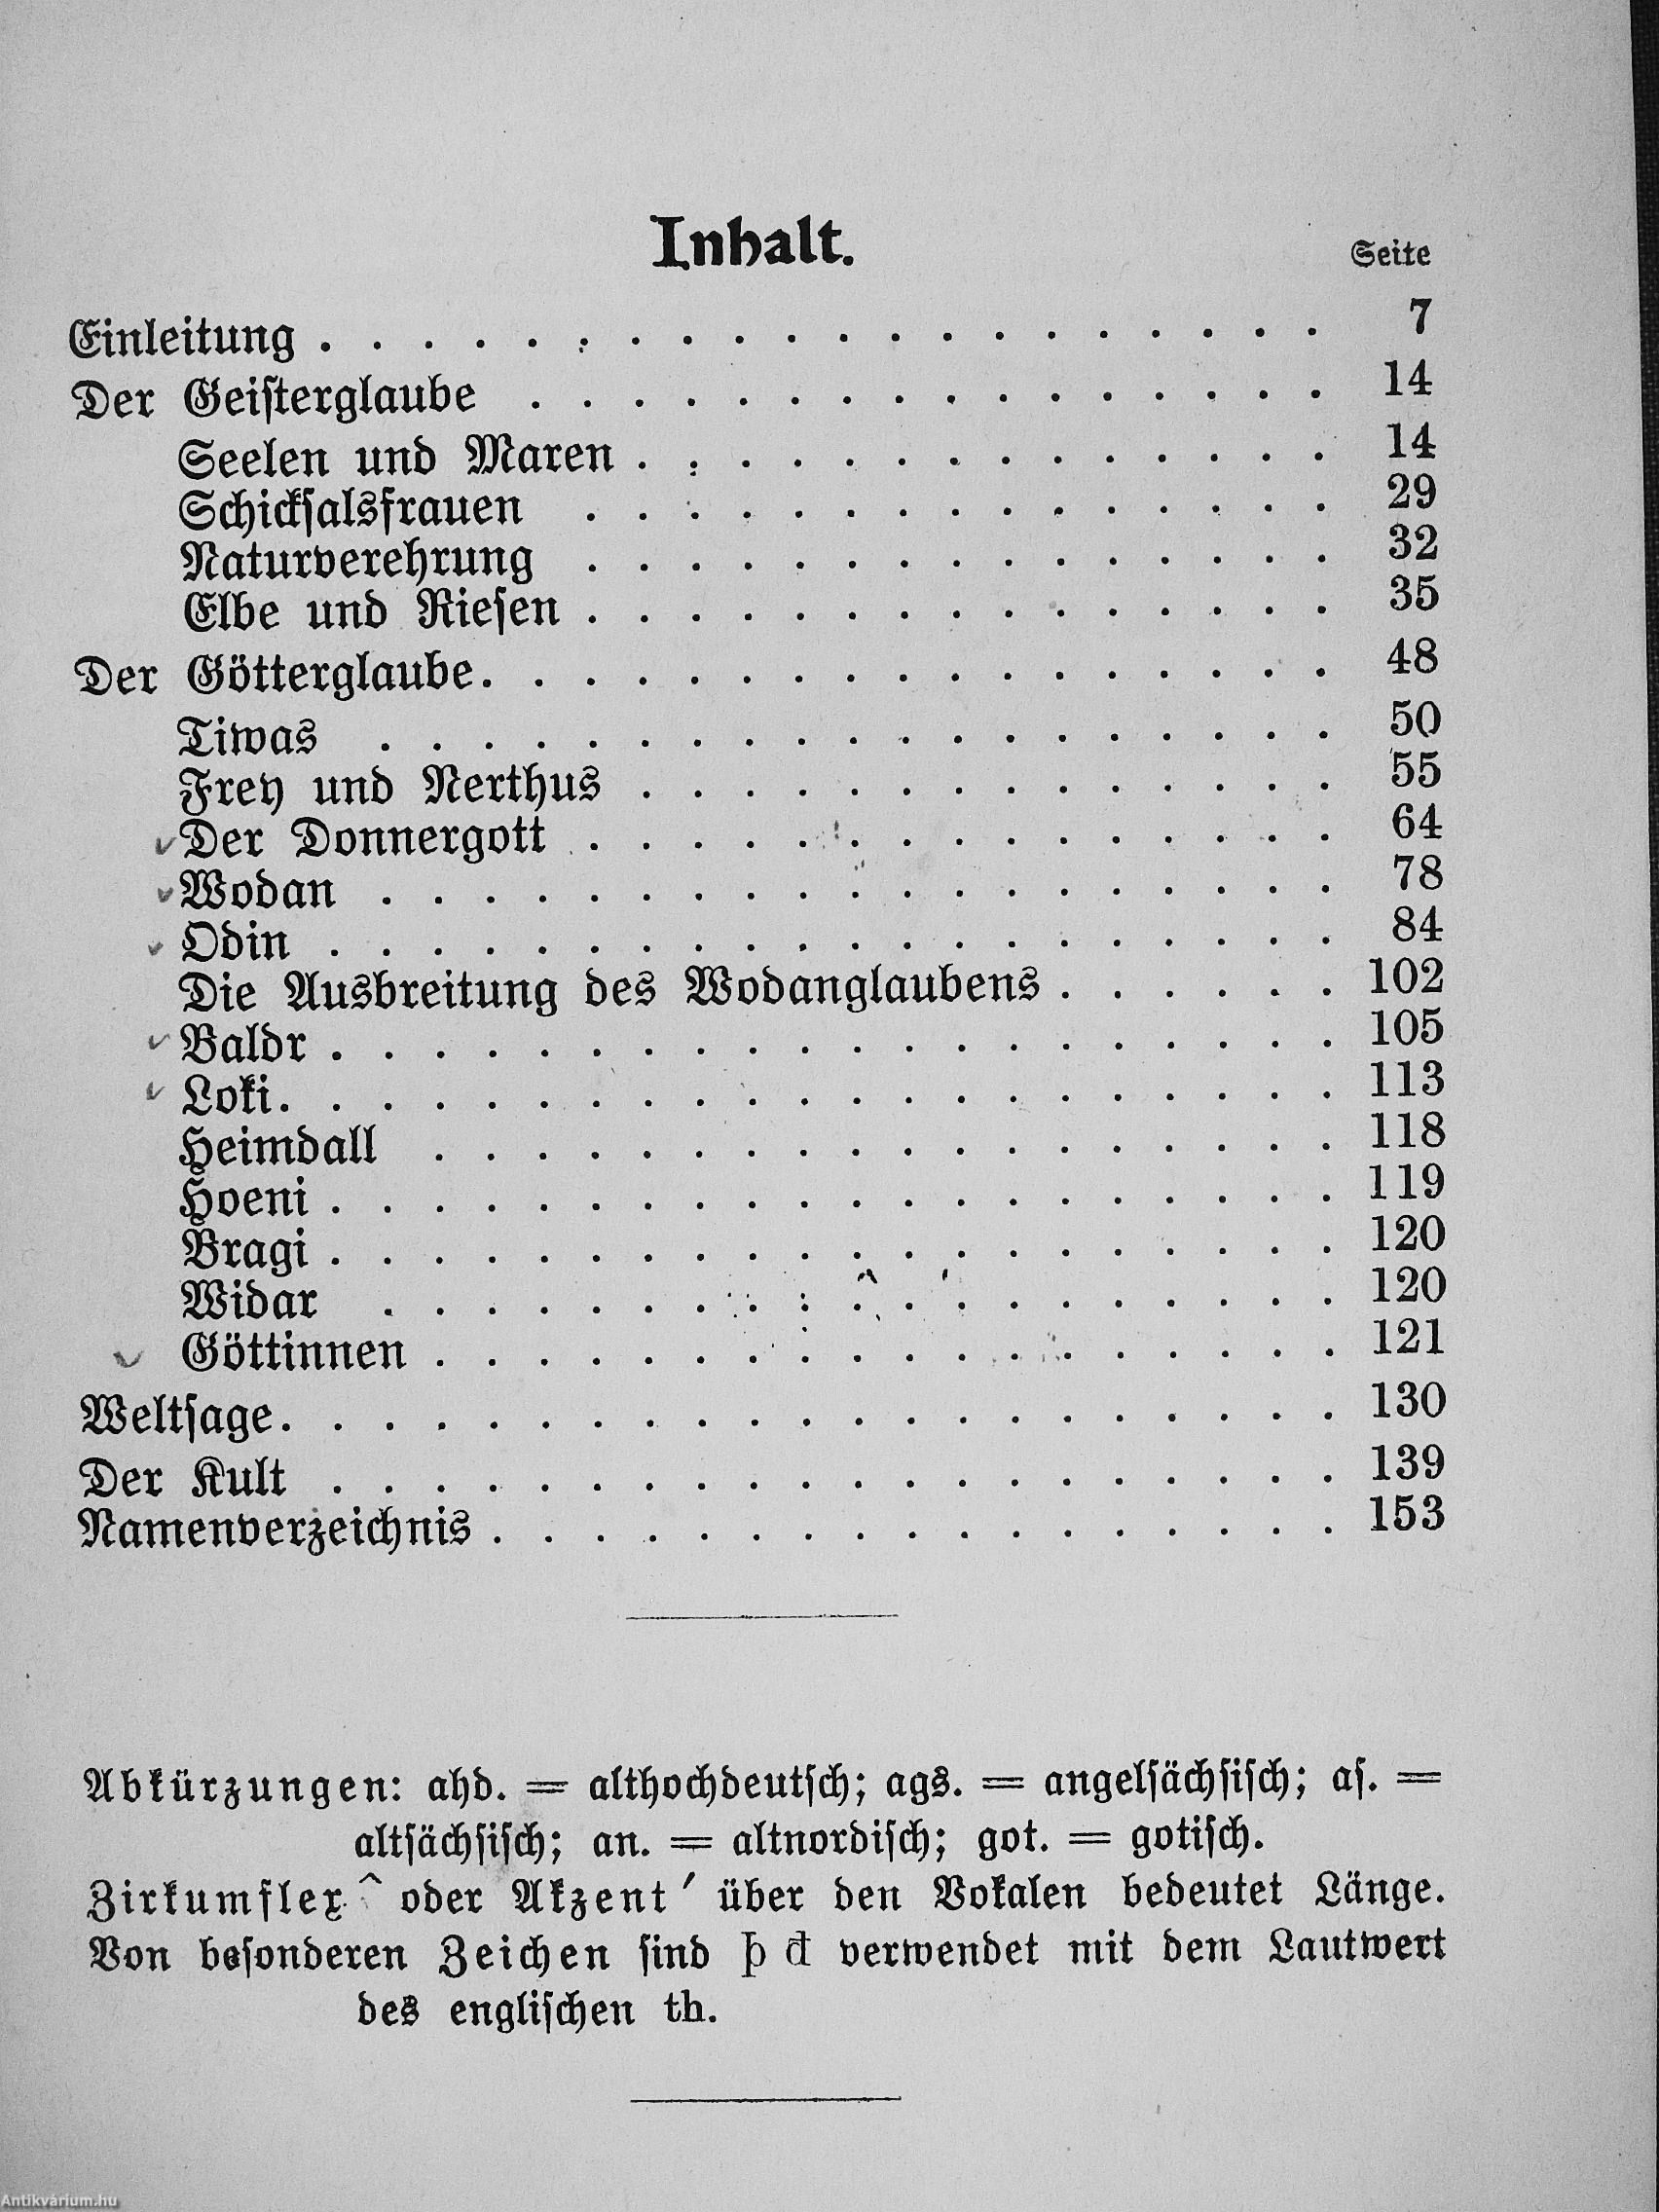 Inhalt.
Seite
Einleitung . . . . . . . . . . . . . . . . . . . . 7
Der Geiſterglaube . . . . . . . . . . . . . . . . 14
Seelen und Maren . . . . . . . . . . . . . . 14
Schickſalsfrauen . . . . . . . . . . . . . . . 29
Naturverehrung . . . . . . . . . . . . . . . 32
Elbe und Rieſen . . . . . . . . . . . . . . . 35
Der Götterglaube . . . . . . . . . . . . . . . . . 48
Tiwas . . . . . . . . . . . . . . . . . . . 50
Frey und Nerthus . . . . . . . . . . . . . . 55
Der Donnergott . . . . . . . . . . . . . . . 64
Wodan . . . . . . . . . . . . . . . . . . . 78
Odin . . . . . . . . . . . . . . . . . . . . 84
Die Ausbreitung des Wodanglaubens . . . . . . 102
Baldr . . . . . . . . . . . . . . . . . . . . 105
Loki . . . . . . . . . . . . . . . . . . . . . 113
Heimdall . . . . . . . . . . . . . . . . . . 118
Hoeni . . . . . . . . . . . . . . . . . . . . 119
Bragi . . . . . . . . . . . . . . . . . . . . 120
Widar . . . . . . . . . . . . . . . . . . . 120
Göttinnen . . . . . . . . . . . . . . . . . . 121
Weltſage . . . . . . . . . . . . . . . . . . . . . 130
Der Kult . . . . . . . . . . . . . . . . . . . . 139
Namenverzeichnis . . . . . . . . . . . . . . . . . 153
Abkürzungen: ahd. = althochdeutſch; ags. = angelſächſiſch; aſ. =
altſächſiſch; an. = altnordiſch; got. = gotiſch.
Zirkumflex ^ oder Akzent ′ über den Vokalen bedeutet Länge.
Von beſonderen Zeichen ſind þ đ verwendet mit dem Lautwert
des engliſchen th.
Antikvárium.hu